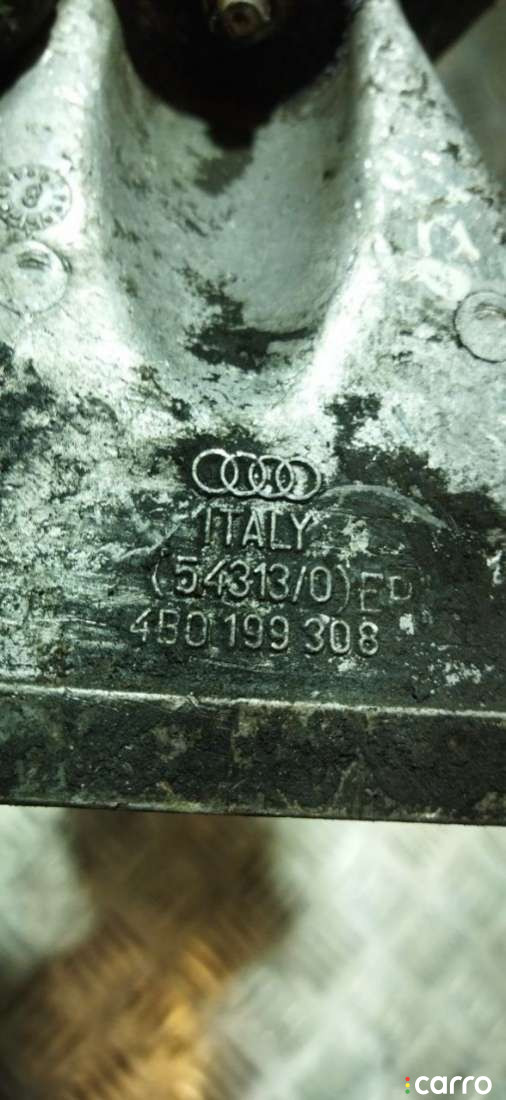 ITALY
(54313/0)EP
4B0 199 308
carro